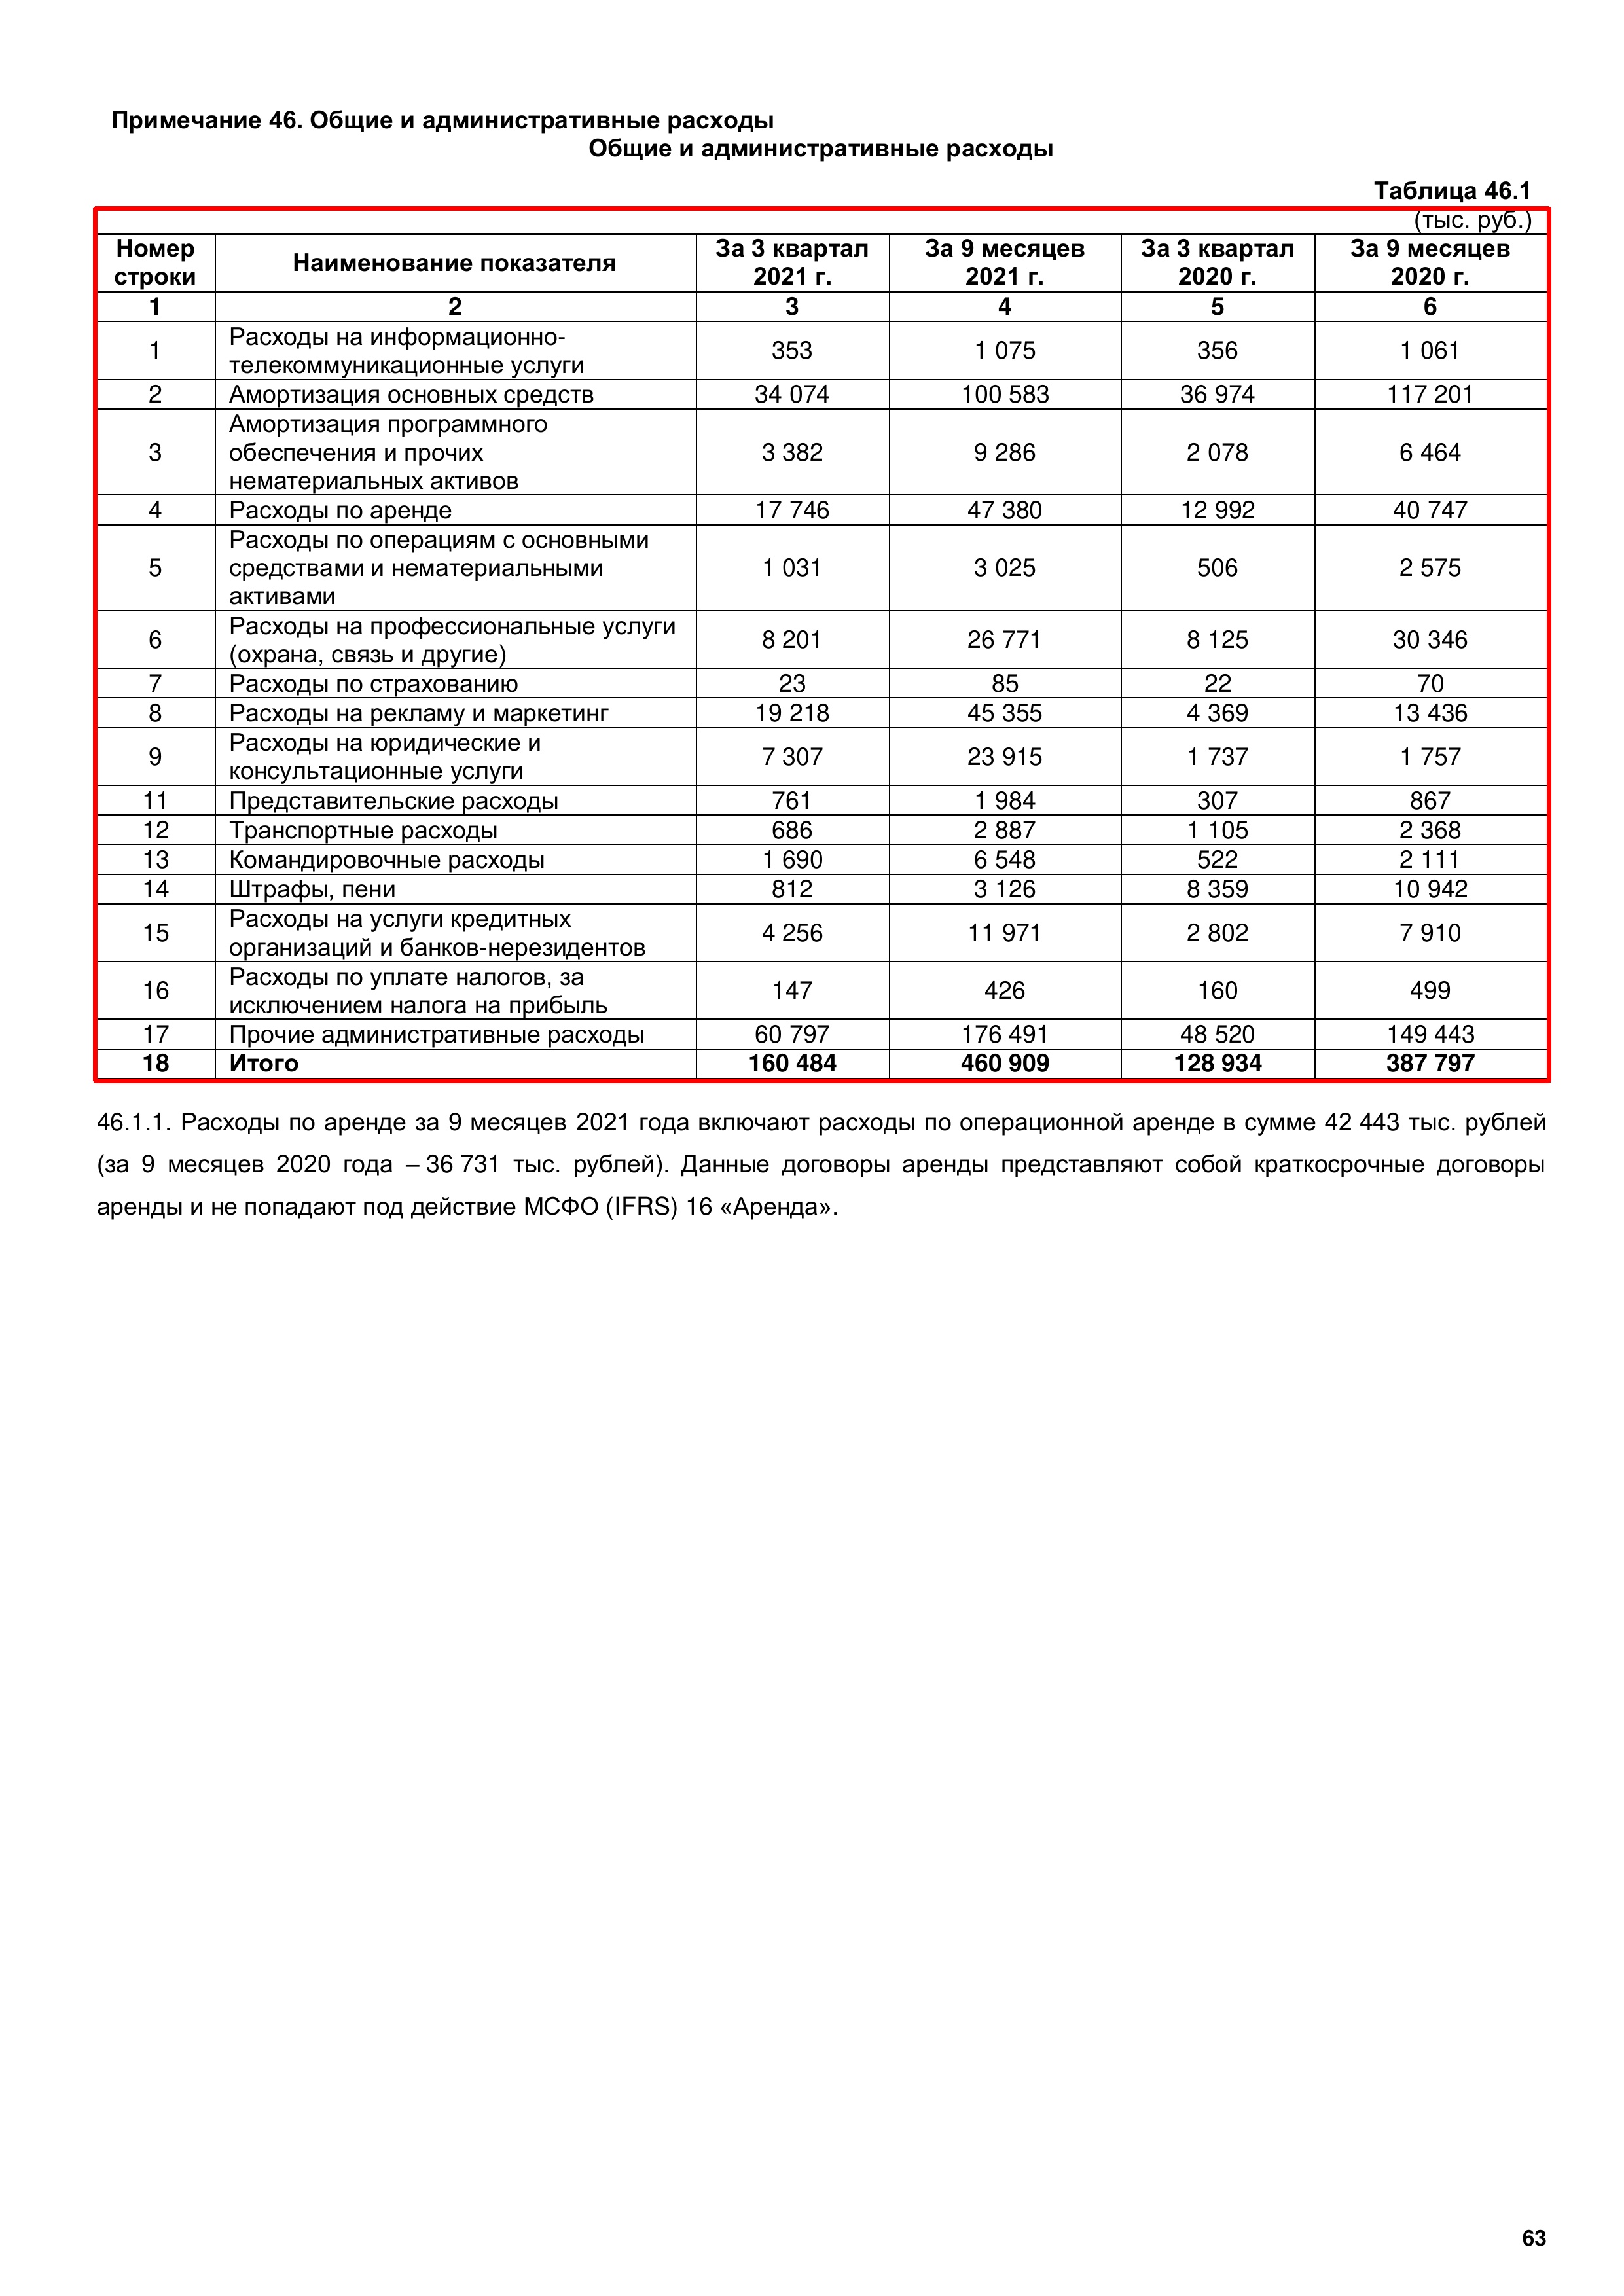 Примечание 46. Общие и административные расходы
Общие и административные расходы
Таблица 46.1
(тыс. руб.)
Номер строки | Наименование показателя | За 3 квартал 2021 г. | За 9 месяцев 2021 г. | За 3 квартал 2020 г. | За 9 месяцев 2020 г.
1 | 2 | 3 | 4 | 5 | 6
1 | Расходы на информационно-телекоммуникационные услуги | 353 | 1 075 | 356 | 1 061
2 | Амортизация основных средств | 34 074 | 100 583 | 36 974 | 117 201
3 | Амортизация программного обеспечения и прочих нематериальных активов | 3 382 | 9 286 | 2 078 | 6 464
4 | Расходы по аренде | 17 746 | 47 380 | 12 992 | 40 747
5 | Расходы по операциям с основными средствами и нематериальными активами | 1 031 | 3 025 | 506 | 2 575
6 | Расходы на профессиональные услуги (охрана, связь и другие) | 8 201 | 26 771 | 8 125 | 30 346
7 | Расходы по страхованию | 23 | 85 | 22 | 70
8 | Расходы на рекламу и маркетинг | 19 218 | 45 355 | 4 369 | 13 436
9 | Расходы на юридические и консультационные услуги | 7 307 | 23 915 | 1 737 | 1 757
11 | Представительские расходы | 761 | 1 984 | 307 | 867
12 | Транспортные расходы | 686 | 2 887 | 1 105 | 2 368
13 | Командировочные расходы | 1 690 | 6 548 | 522 | 2 111
14 | Штрафы, пени | 812 | 3 126 | 8 359 | 10 942
15 | Расходы на услуги кредитных организаций и банков-нерезидентов | 4 256 | 11 971 | 2 802 | 7 910
16 | Расходы по уплате налогов, за исключением налога на прибыль | 147 | 426 | 160 | 499
17 | Прочие административные расходы | 60 797 | 176 491 | 48 520 | 149 443
18 | Итого | 160 484 | 460 909 | 128 934 | 387 797
46.1.1. Расходы по аренде за 9 месяцев 2021 года включают расходы по операционной аренде в сумме 42 443 тыс. рублей
(за 9 месяцев 2020 года – 36 731 тыс. рублей). Данные договоры аренды представляют собой краткосрочные договоры
аренды и не попадают под действие МСФО (IFRS) 16 «Аренда».
63